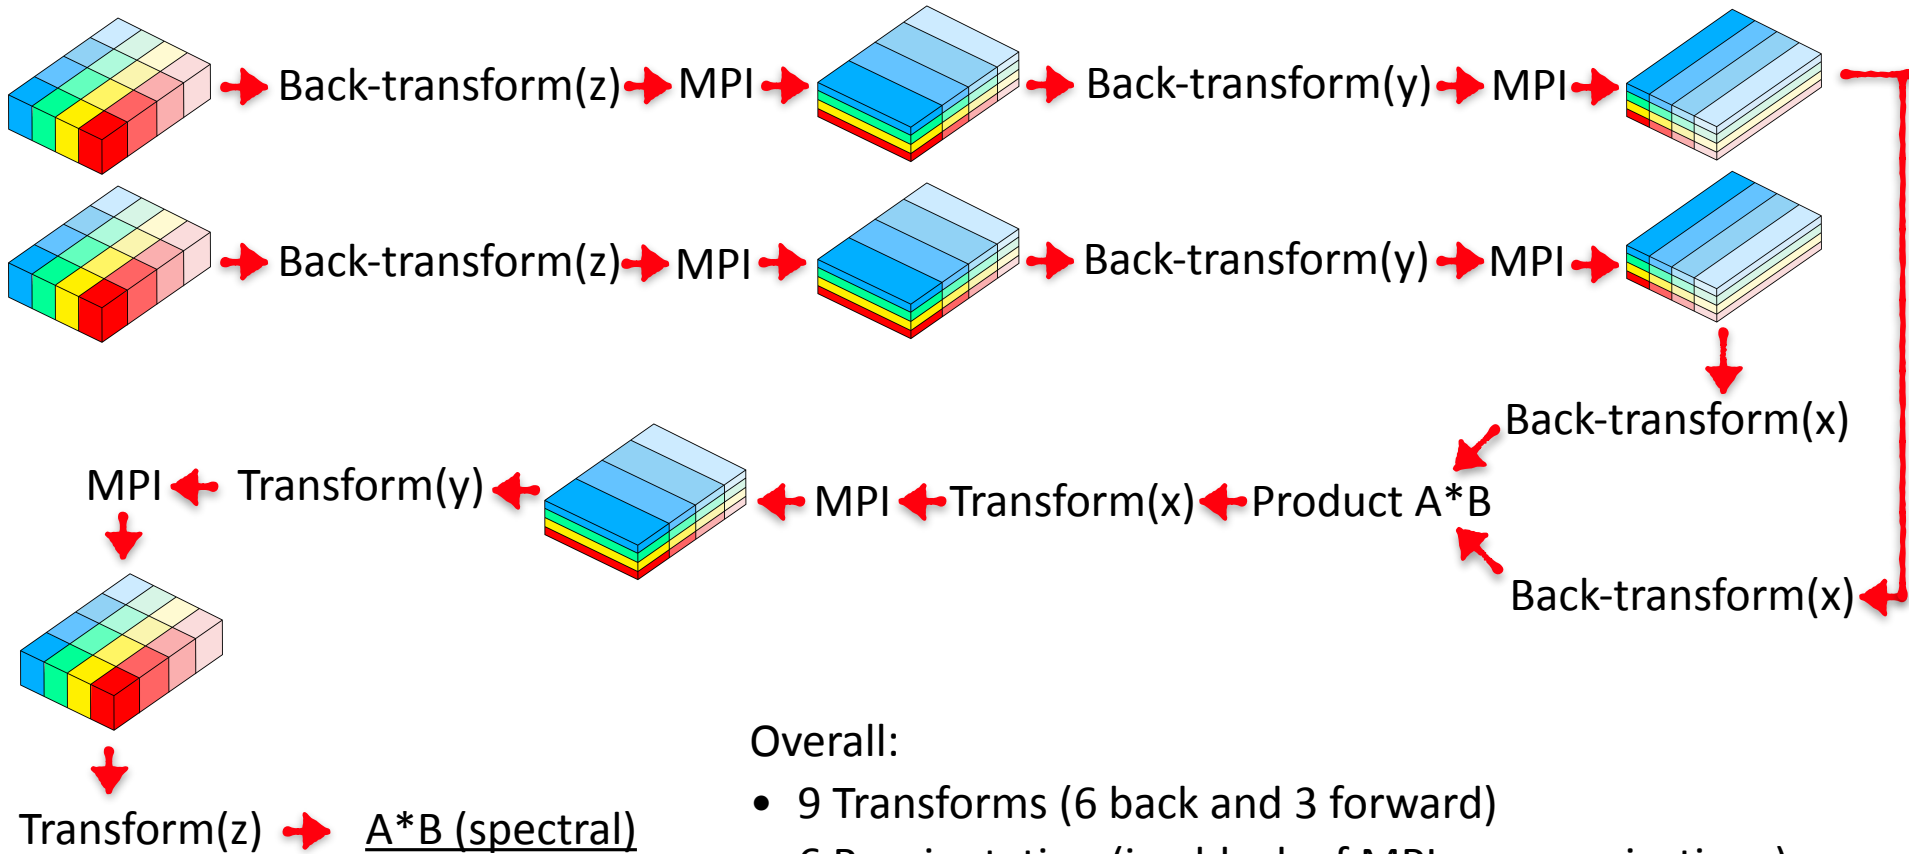 Back-transform(z) MPI Back-transform(y) MPI
Back-transform(z) MPI Back-transform(y) MPI
Back-transform(x)
MPI Transform(y) MPI Transform(x) Product A*B
Back-transform(x)
Overall:
• 9 Transforms (6 back and 3 forward)
Transform(z) A*B (spectral)